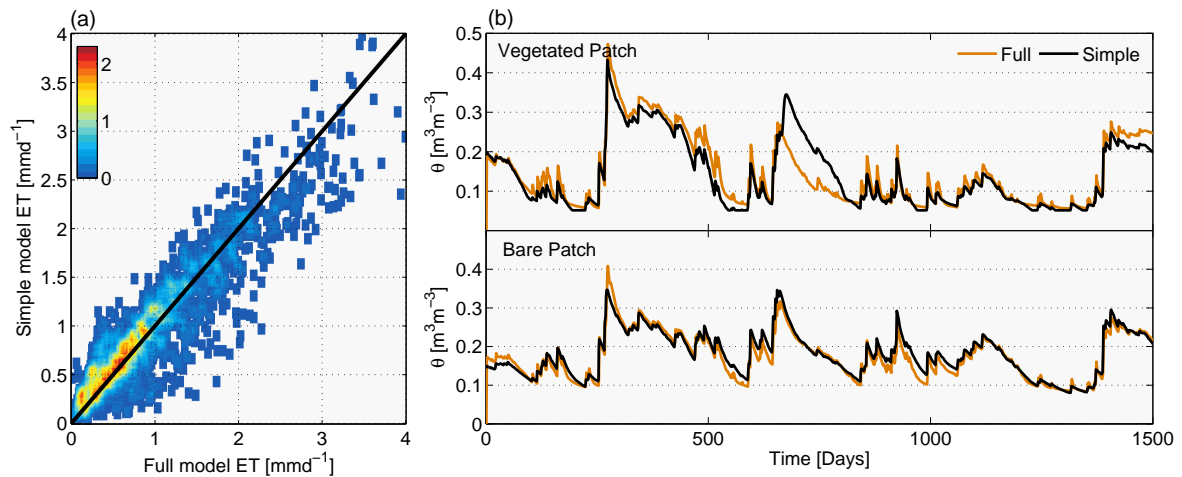 (a)
Simple model ET [mmd⁻¹]
4
3.5
3
2.5
2
1.5
1
0.5
0
2
1
0
0 1 2 3 4
Full model ET [mmd⁻¹]
(b)
Vegetated Patch
Full Simple
θ [m³m⁻³]
0.5
0.4
0.3
0.2
0.1
Bare Patch
θ [m³m⁻³]
0.4
0.3
0.2
0.1
0
0 500 1000 1500
Time [Days]